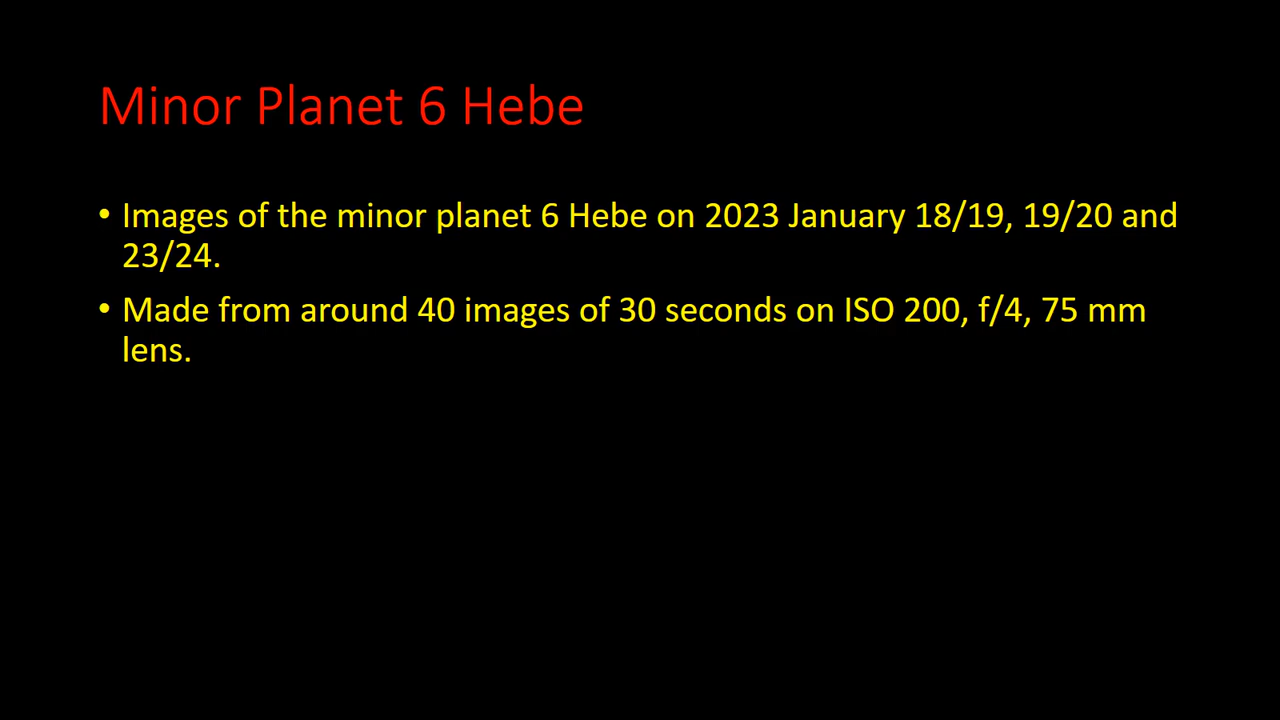 Minor Planet 6 Hebe
• Images of the minor planet 6 Hebe on 2023 January 18/19, 19/20 and
23/24.
• Made from around 40 images of 30 seconds on ISO 200, f/4, 75 mm
lens.